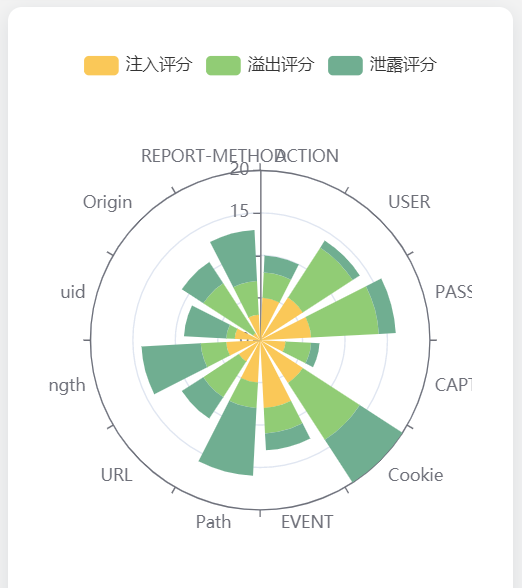 注入评分 溢出评分 泄露评分
REPORT-METHOD
ACTION
20
Origin
USER
15
uid
PASS
ngth
CAPT
URL
Cookie
Path
EVENT